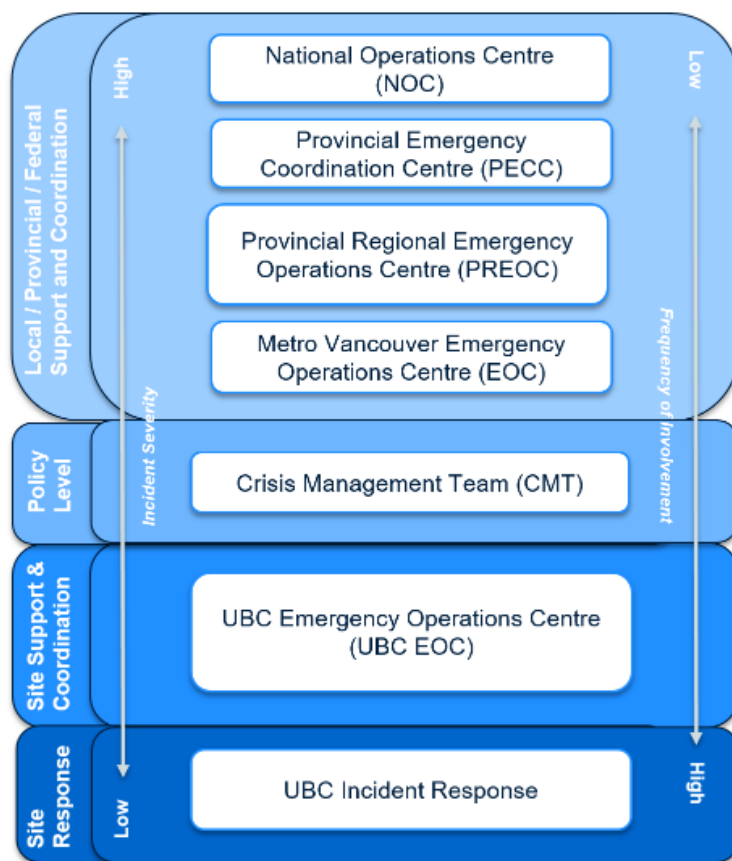 Local / Provincial / Federal
Support and Coordination
High
Low
National Operations Centre
(NOC)
Provincial Emergency
Coordination Centre (PECC)
Provincial Regional Emergency
Operations Centre (PREOC)
Metro Vancouver Emergency
Operations Centre (EOC)
Incident Severity
Frequency of Involvement
Policy
Level
Crisis Management Team (CMT)
Site Support &
Coordination
UBC Emergency Operations Centre
(UBC EOC)
Site
Response
Low
UBC Incident Response
High